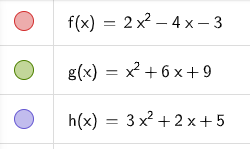 f(x) = 2 x² − 4 x − 3
g(x) = x² + 6 x + 9
h(x) = 3 x² + 2 x + 5